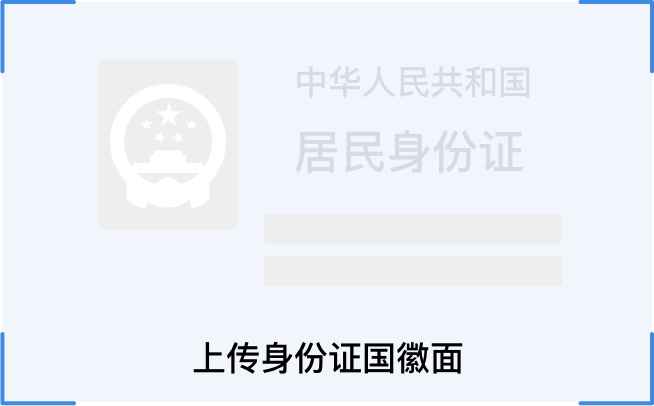 中华人民共和国
居民身份证
上传身份证国徽面